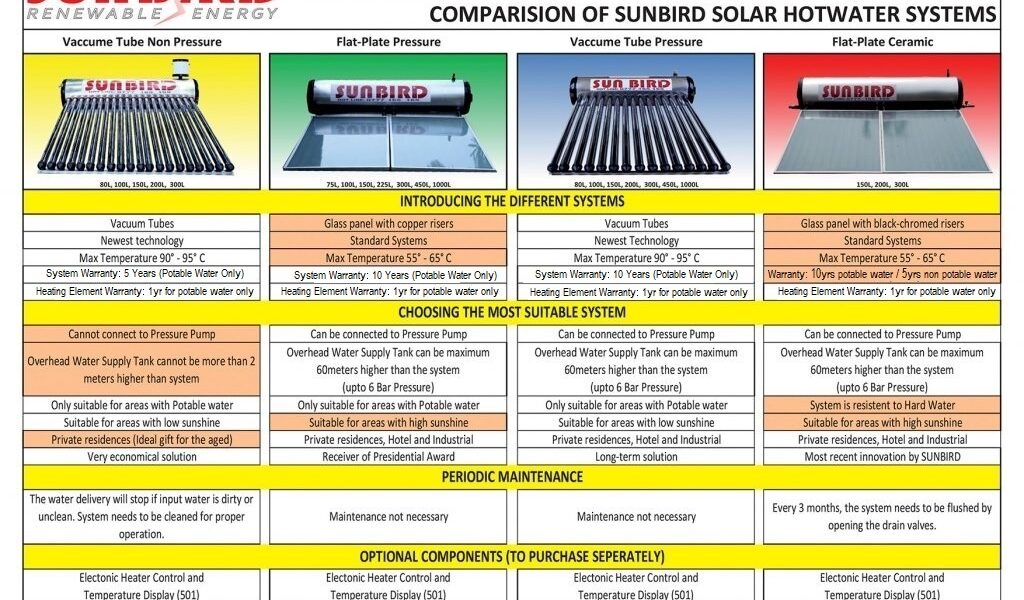 SUNBIRD
RENEWABLE ENERGY
COMPARISION OF SUNBIRD SOLAR HOTWATER SYSTEMS
Vaccume Tube Non Pressure
Flat-Plate Pressure
Vaccume Tube Pressure
Flat-Plate Ceramic
SUNBIRD
SUNBIRD
SUNBIRD
SUNBIRD
80L, 100L, 150L, 200L, 300L
75L, 100L, 150L, 225L, 300L, 450L, 1000L
80L, 100L, 150L, 200L, 300L, 450L, 1000L
150L, 200L, 300L
INTRODUCING THE DIFFERENT SYSTEMS
Vacuum Tubes
Glass panel with copper risers
Vacuum Tubes
Glass panel with black-chromed risers
Newest technology
Standard Systems
Newest Technology
Standard Systems
Max Temperature 90° - 95° C
Max Temperature 55° - 65° C
Max Temperature 90° - 95° C
Max Temperature 55° - 65° C
System Warranty: 5 Years (Potable Water Only)
System Warranty: 10 Years (Potable Water Only)
System Warranty: 10 Years (Potable Water Only)
Warranty: 10yrs potable water / 5yrs non potable water
Heating Element Warranty: 1yr for potable water only
Heating Element Warranty: 1yr for potable water only
Heating Element Warranty: 1yr for potable water only
Heating Element Warranty: 1yr for potable water only
CHOOSING THE MOST SUITABLE SYSTEM
Cannot connect to Pressure Pump
Can be connected to Pressure Pump
Can be connected to Pressure Pump
Can be connected to Pressure Pump
Overhead Water Supply Tank cannot be more than 2
meters higher than system
Overhead Water Supply Tank can be maximum
60meters higher than the system
(upto 6 Bar Pressure)
Overhead Water Supply Tank can be maximum
60meters higher than the system
(upto 6 Bar Pressure)
Overhead Water Supply Tank can be maximum
60meters higher than the system
(upto 6 Bar Pressure)
Only suitable for areas with Potable water
Only suitable for areas with Potable water
Only suitable for areas with Potable water
System is resistent to Hard Water
Suitable for areas with low sunshine
Suitable for areas with high sunshine
Suitable for areas with low sunshine
Suitable for areas with high sunshine
Private residences (Ideal gift for the aged)
Private residences, Hotel and Industrial
Private residences, Hotel and Industrial
Private residences, Hotel and Industrial
Very economical solution
Receiver of Presidential Award
Long-term solution
Most recent innovation by SUNBIRD
PERIODIC MAINTENANCE
The water delivery will stop if input water is dirty or
unclean. System needs to be cleaned for proper
operation.
Maintenance not necessary
Maintenance not necessary
Every 3 months, the system needs to be flushed by
opening the drain valves.
OPTIONAL COMPONENTS (TO PURCHASE SEPERATELY)
Electonic Heater Control and
Temperature Display (501)
Electonic Heater Control and
Temperature Display (501)
Electonic Heater Control and
Temperature Display (501)
Electonic Heater Control and
Temperature Display (501)